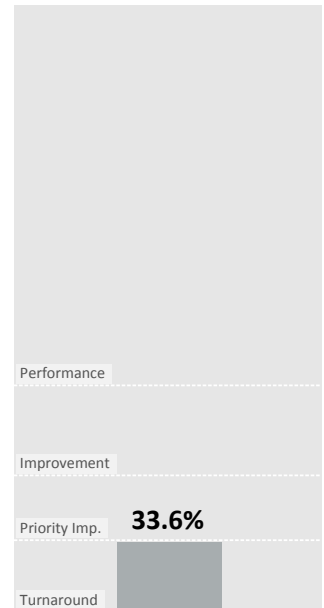 Performance
Improvement
Priority Imp.
33.6%
Turnaround